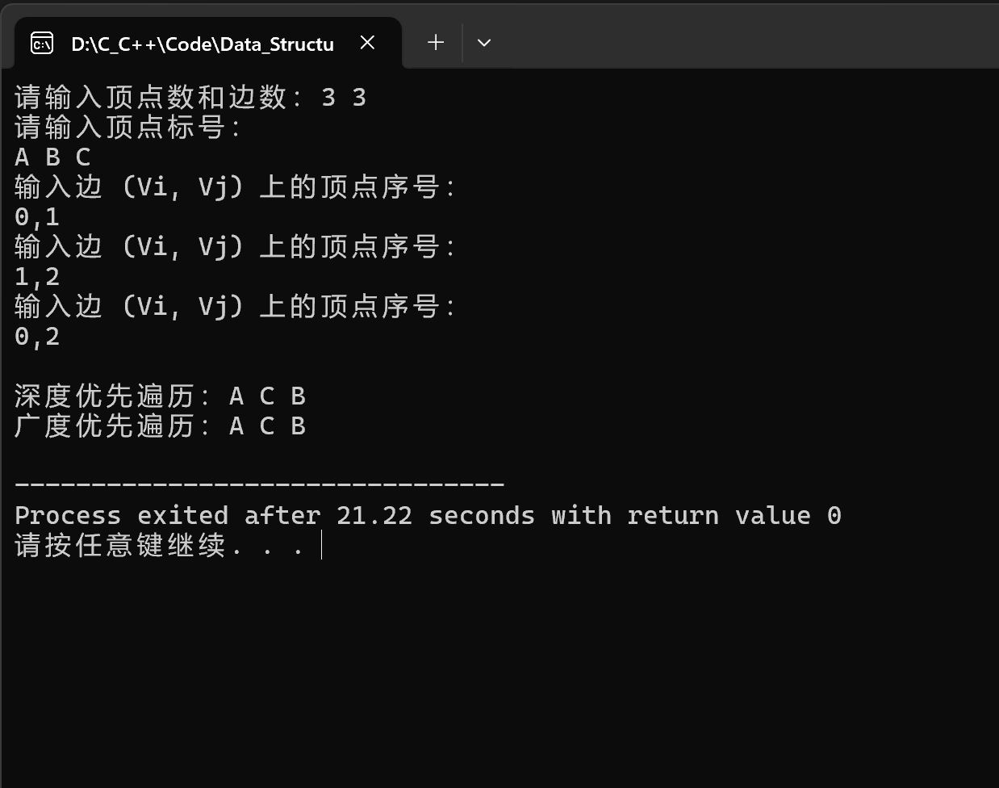 D:\C_C++\Code\Data_Structu
请输入顶点数和边数: 3 3
请输入顶点标号:
A B C
输入边 (Vi, Vj) 上的顶点序号:
0,1
输入边 (Vi, Vj) 上的顶点序号:
1,2
输入边 (Vi, Vj) 上的顶点序号:
0,2
深度优先遍历: A C B
广度优先遍历: A C B
--------------------------------
Process exited after 21.22 seconds with return value 0
请按任意键继续. . .